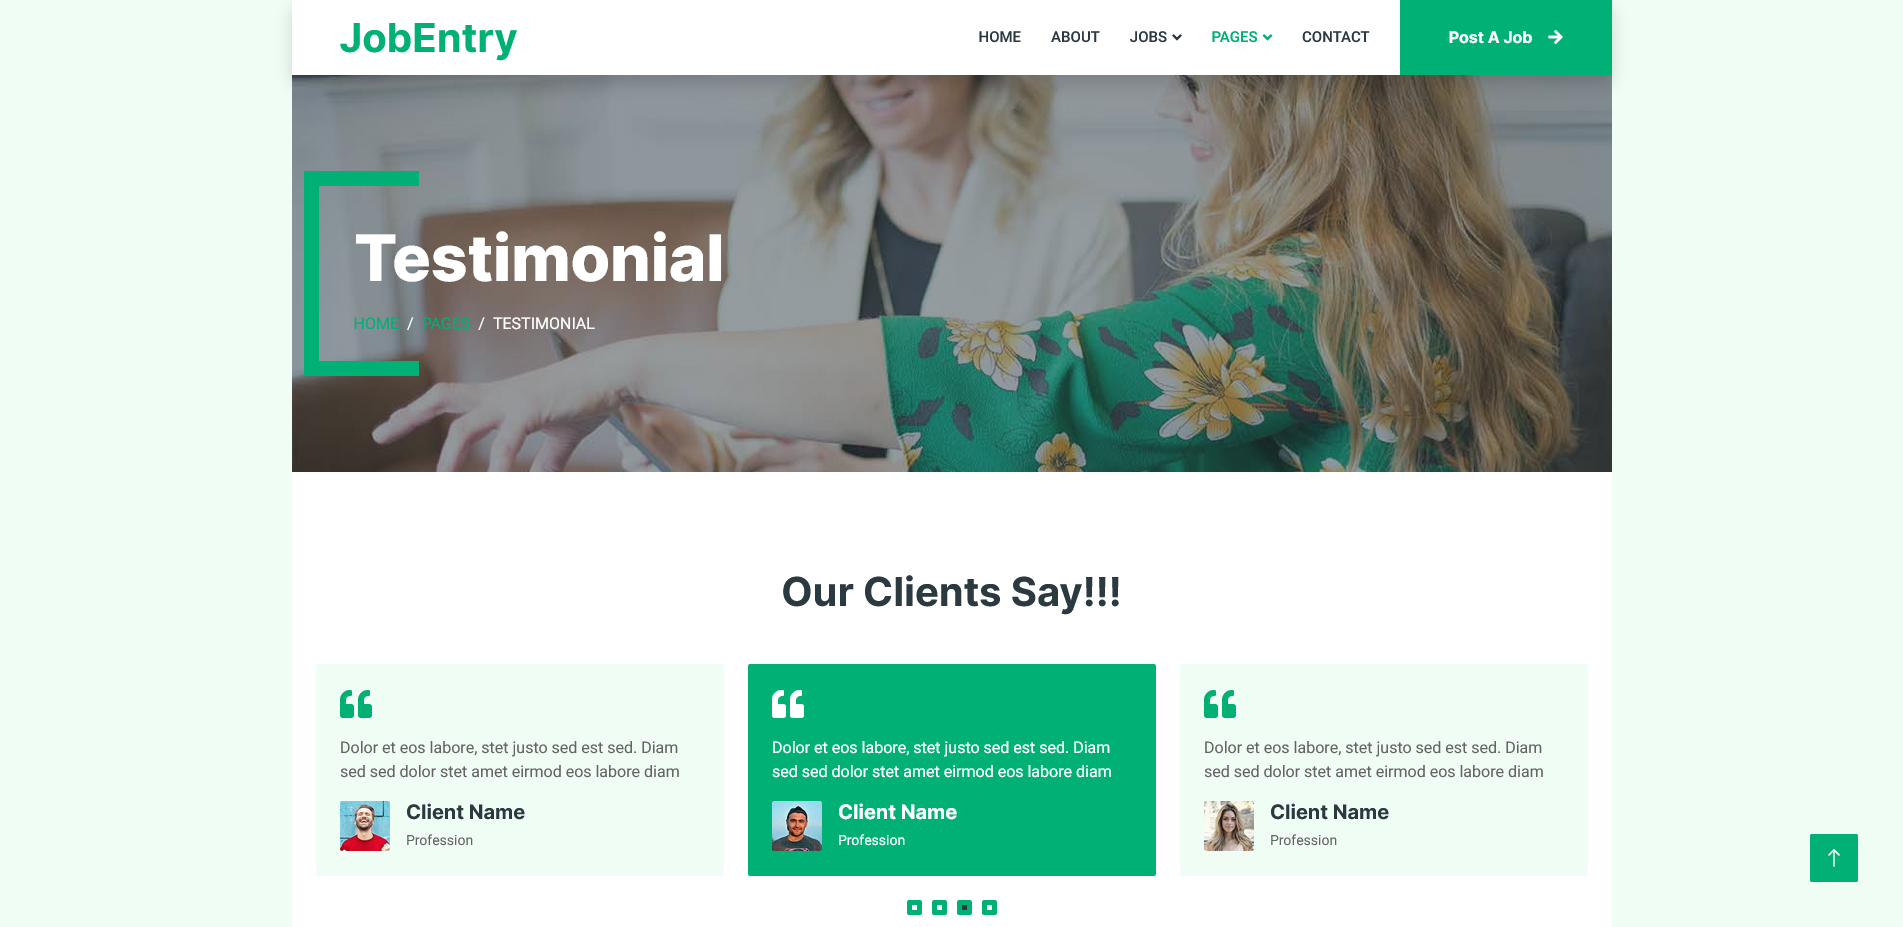 JobEntry
HOME ABOUT JOBS PAGES CONTACT Post A Job
Testimonial
HOME / PAGES / TESTIMONIAL
Our Clients Say!!!
Dolor et eos labore, stet justo sed est sed. Diam
sed sed dolor stet amet eirmod eos labore diam
Client Name
Profession
Dolor et eos labore, stet justo sed est sed. Diam
sed sed dolor stet amet eirmod eos labore diam
Client Name
Profession
Dolor et eos labore, stet justo sed est sed. Diam
sed sed dolor stet amet eirmod eos labore diam
Client Name
Profession